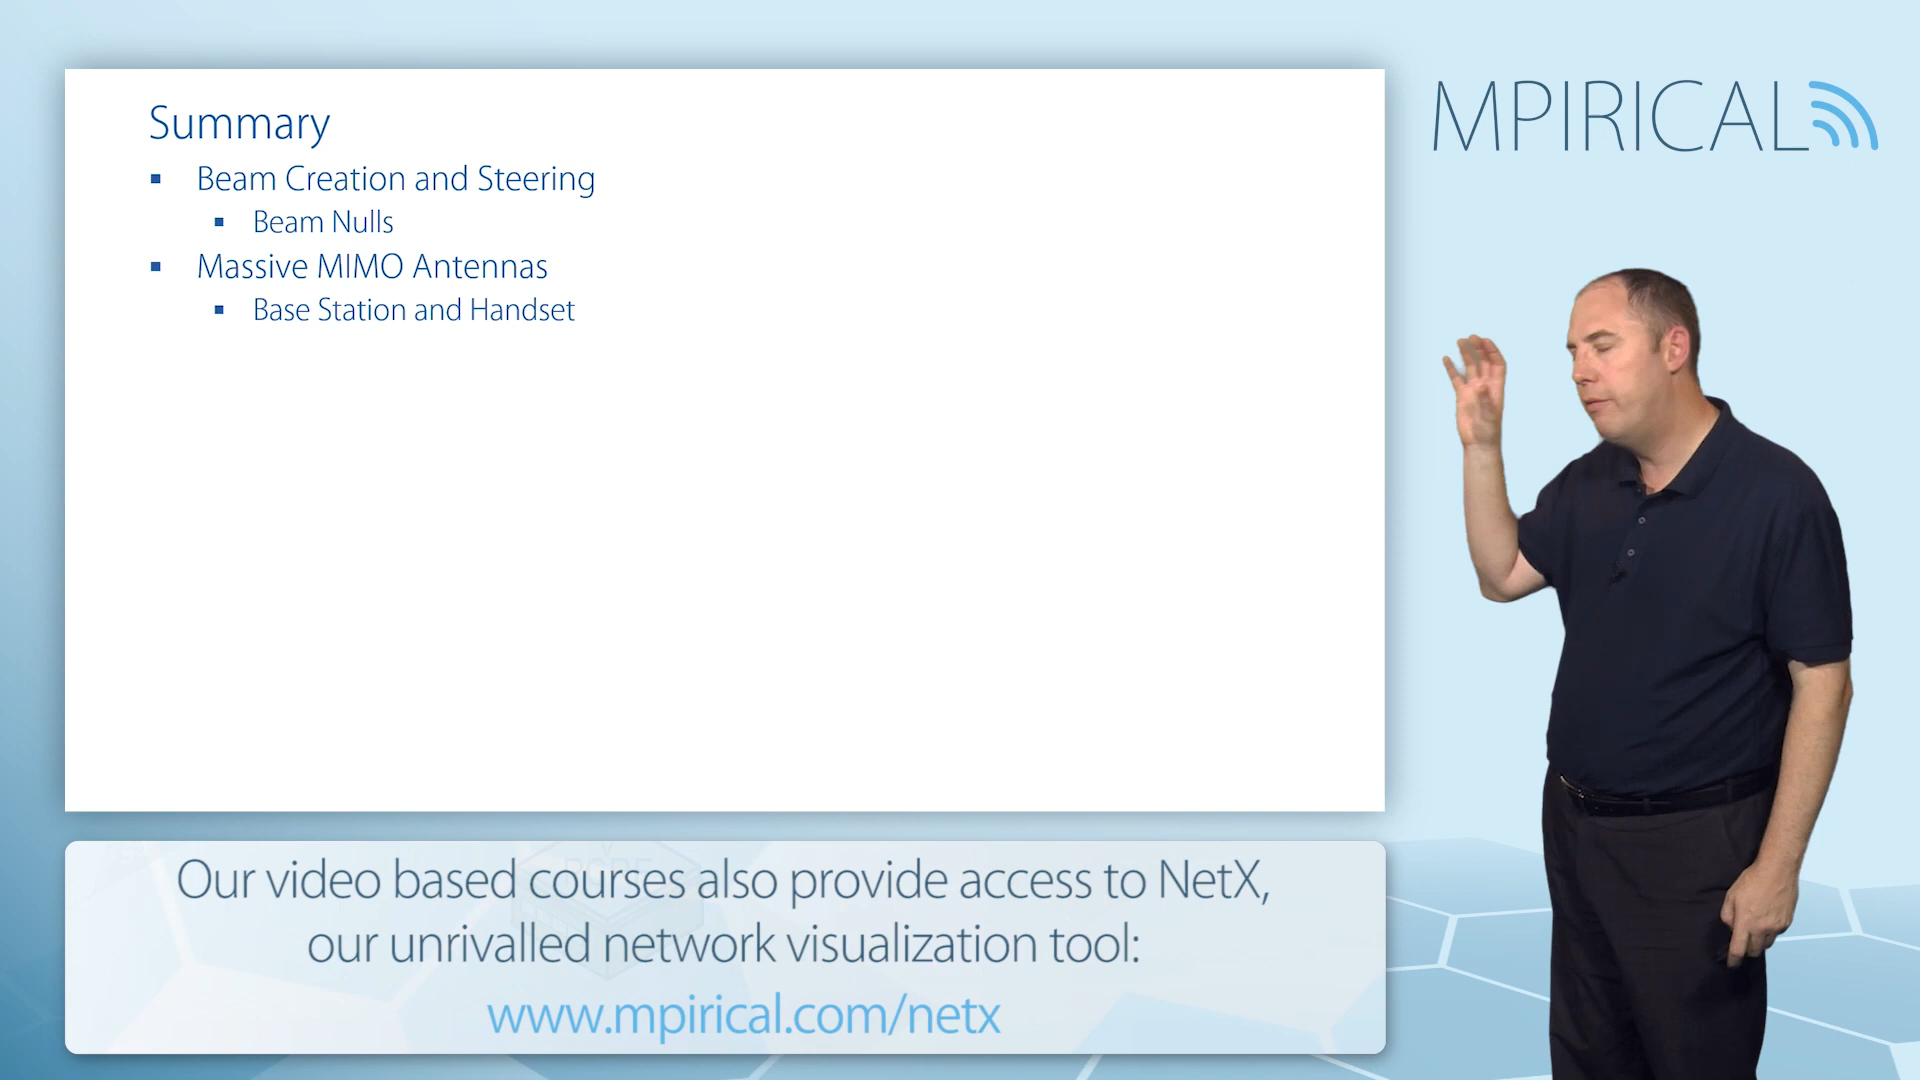 Summary
Beam Creation and Steering
Beam Nulls
Massive MIMO Antennas
Base Station and Handset
MPIRICAL
Our video based courses also provide access to NetX,
our unrivalled network visualization tool:
www.mpirical.com/netx